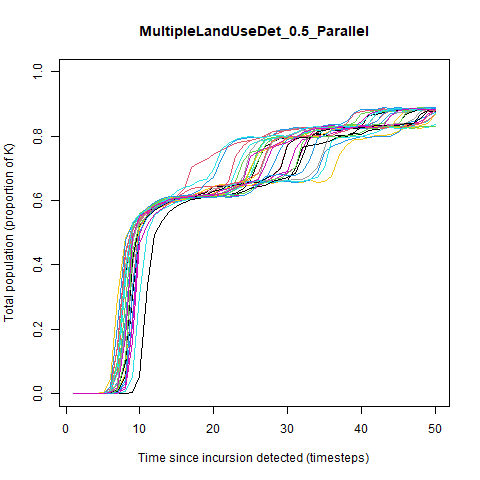 MultipleLandUseDet_0.5_Parallel
Total population (proportion of K)
1.0
0.8
0.6
0.4
0.2
0.0
0 10 20 30 40 50
Time since incursion detected (timesteps)